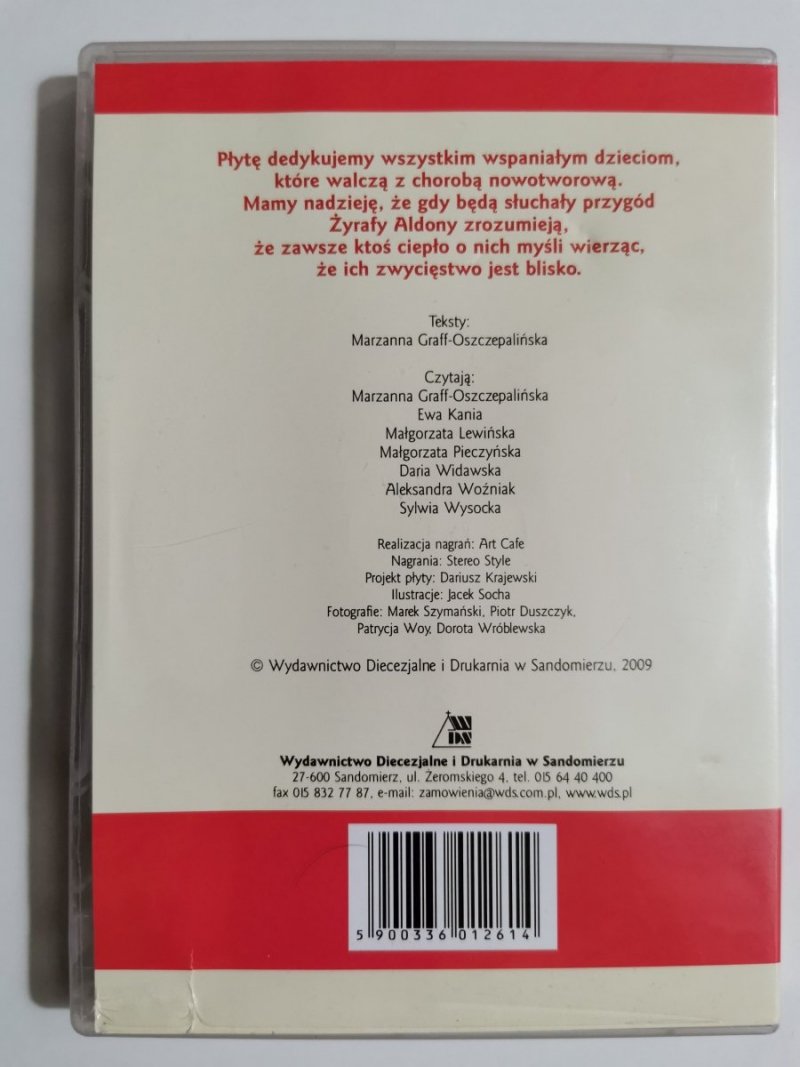 Płytę dedykujemy wszystkim wspaniałym dzieciom,
które walczą z chorobą nowotworową.
Mamy nadzieję, że gdy będą słuchały przygód
Żyrafy Aldony zrozumieją,
że zawsze ktoś ciepło o nich myśli wierząc,
że ich zwycięstwo jest blisko.
Teksty:
Marzanna Graff-Oszczepalińska
Czytają:
Marzanna Graff-Oszczepalińska
Ewa Kania
Małgorzata Lewińska
Małgorzata Pieczyńska
Daria Widawska
Aleksandra Woźniak
Sylwia Wysocka
Realizacja nagrań: Art Cafe
Nagrania: Stereo Style
Projekt płyty: Dariusz Krajewski
Ilustracje: Jacek Socha
Fotografie: Marek Szymański, Piotr Duszczyk,
Patrycja Woy, Dorota Wróblewska
© Wydawnictwo Diecezjalne i Drukarnia w Sandomierzu, 2009
WDS
Wydawnictwo Diecezjalne i Drukarnia w Sandomierzu
27-600 Sandomierz, ul. Żeromskiego 4, tel. 015 64 40 400
fax 015 832 77 87, e-mail: zamowienia@wds.com.pl, www.wds.pl
5 900336 012614